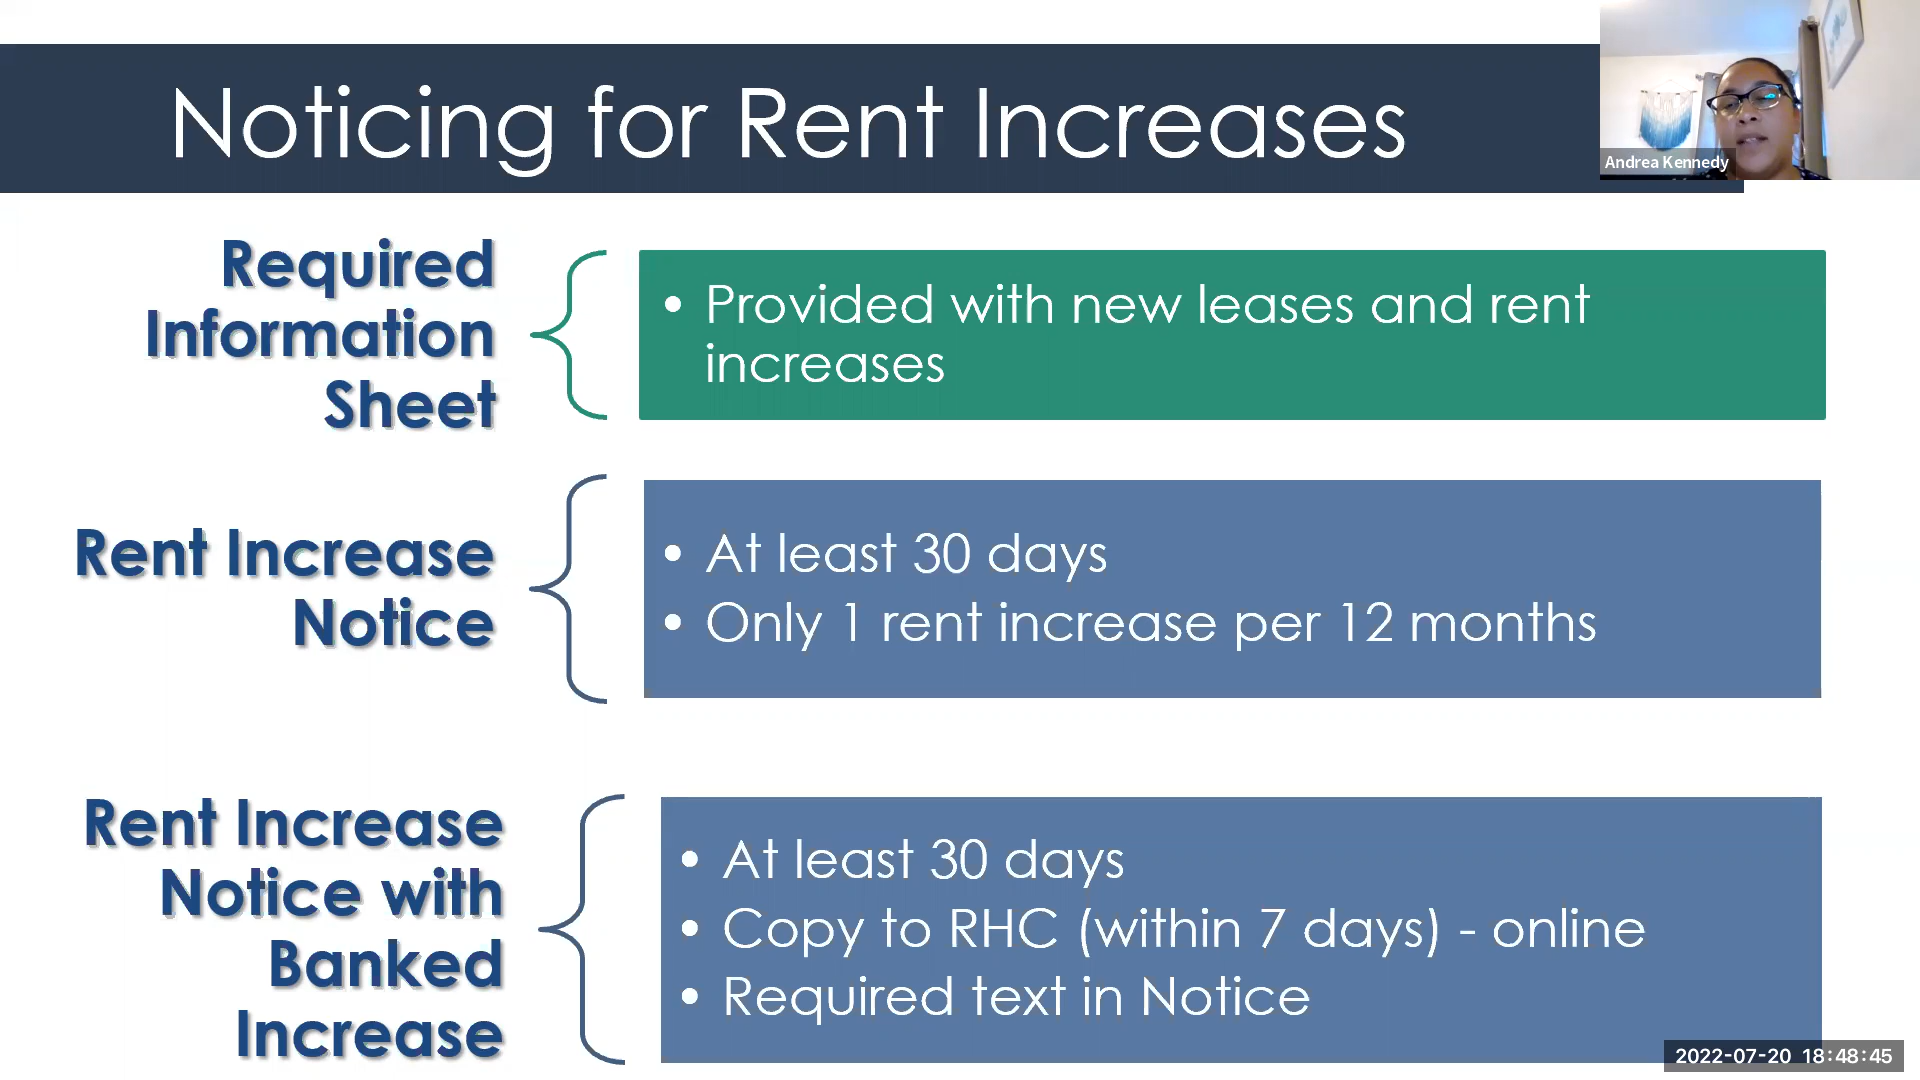 Noticing for Rent Increases
Andrea Kennedy
Required
Information
Sheet
• Provided with new leases and rent
increases
Rent Increase
Notice
• At least 30 days
• Only 1 rent increase per 12 months
Rent Increase
Notice with
Banked
Increase
• At least 30 days
• Copy to RHC (within 7 days) - online
• Required text in Notice
2022-07-20 18:48:45